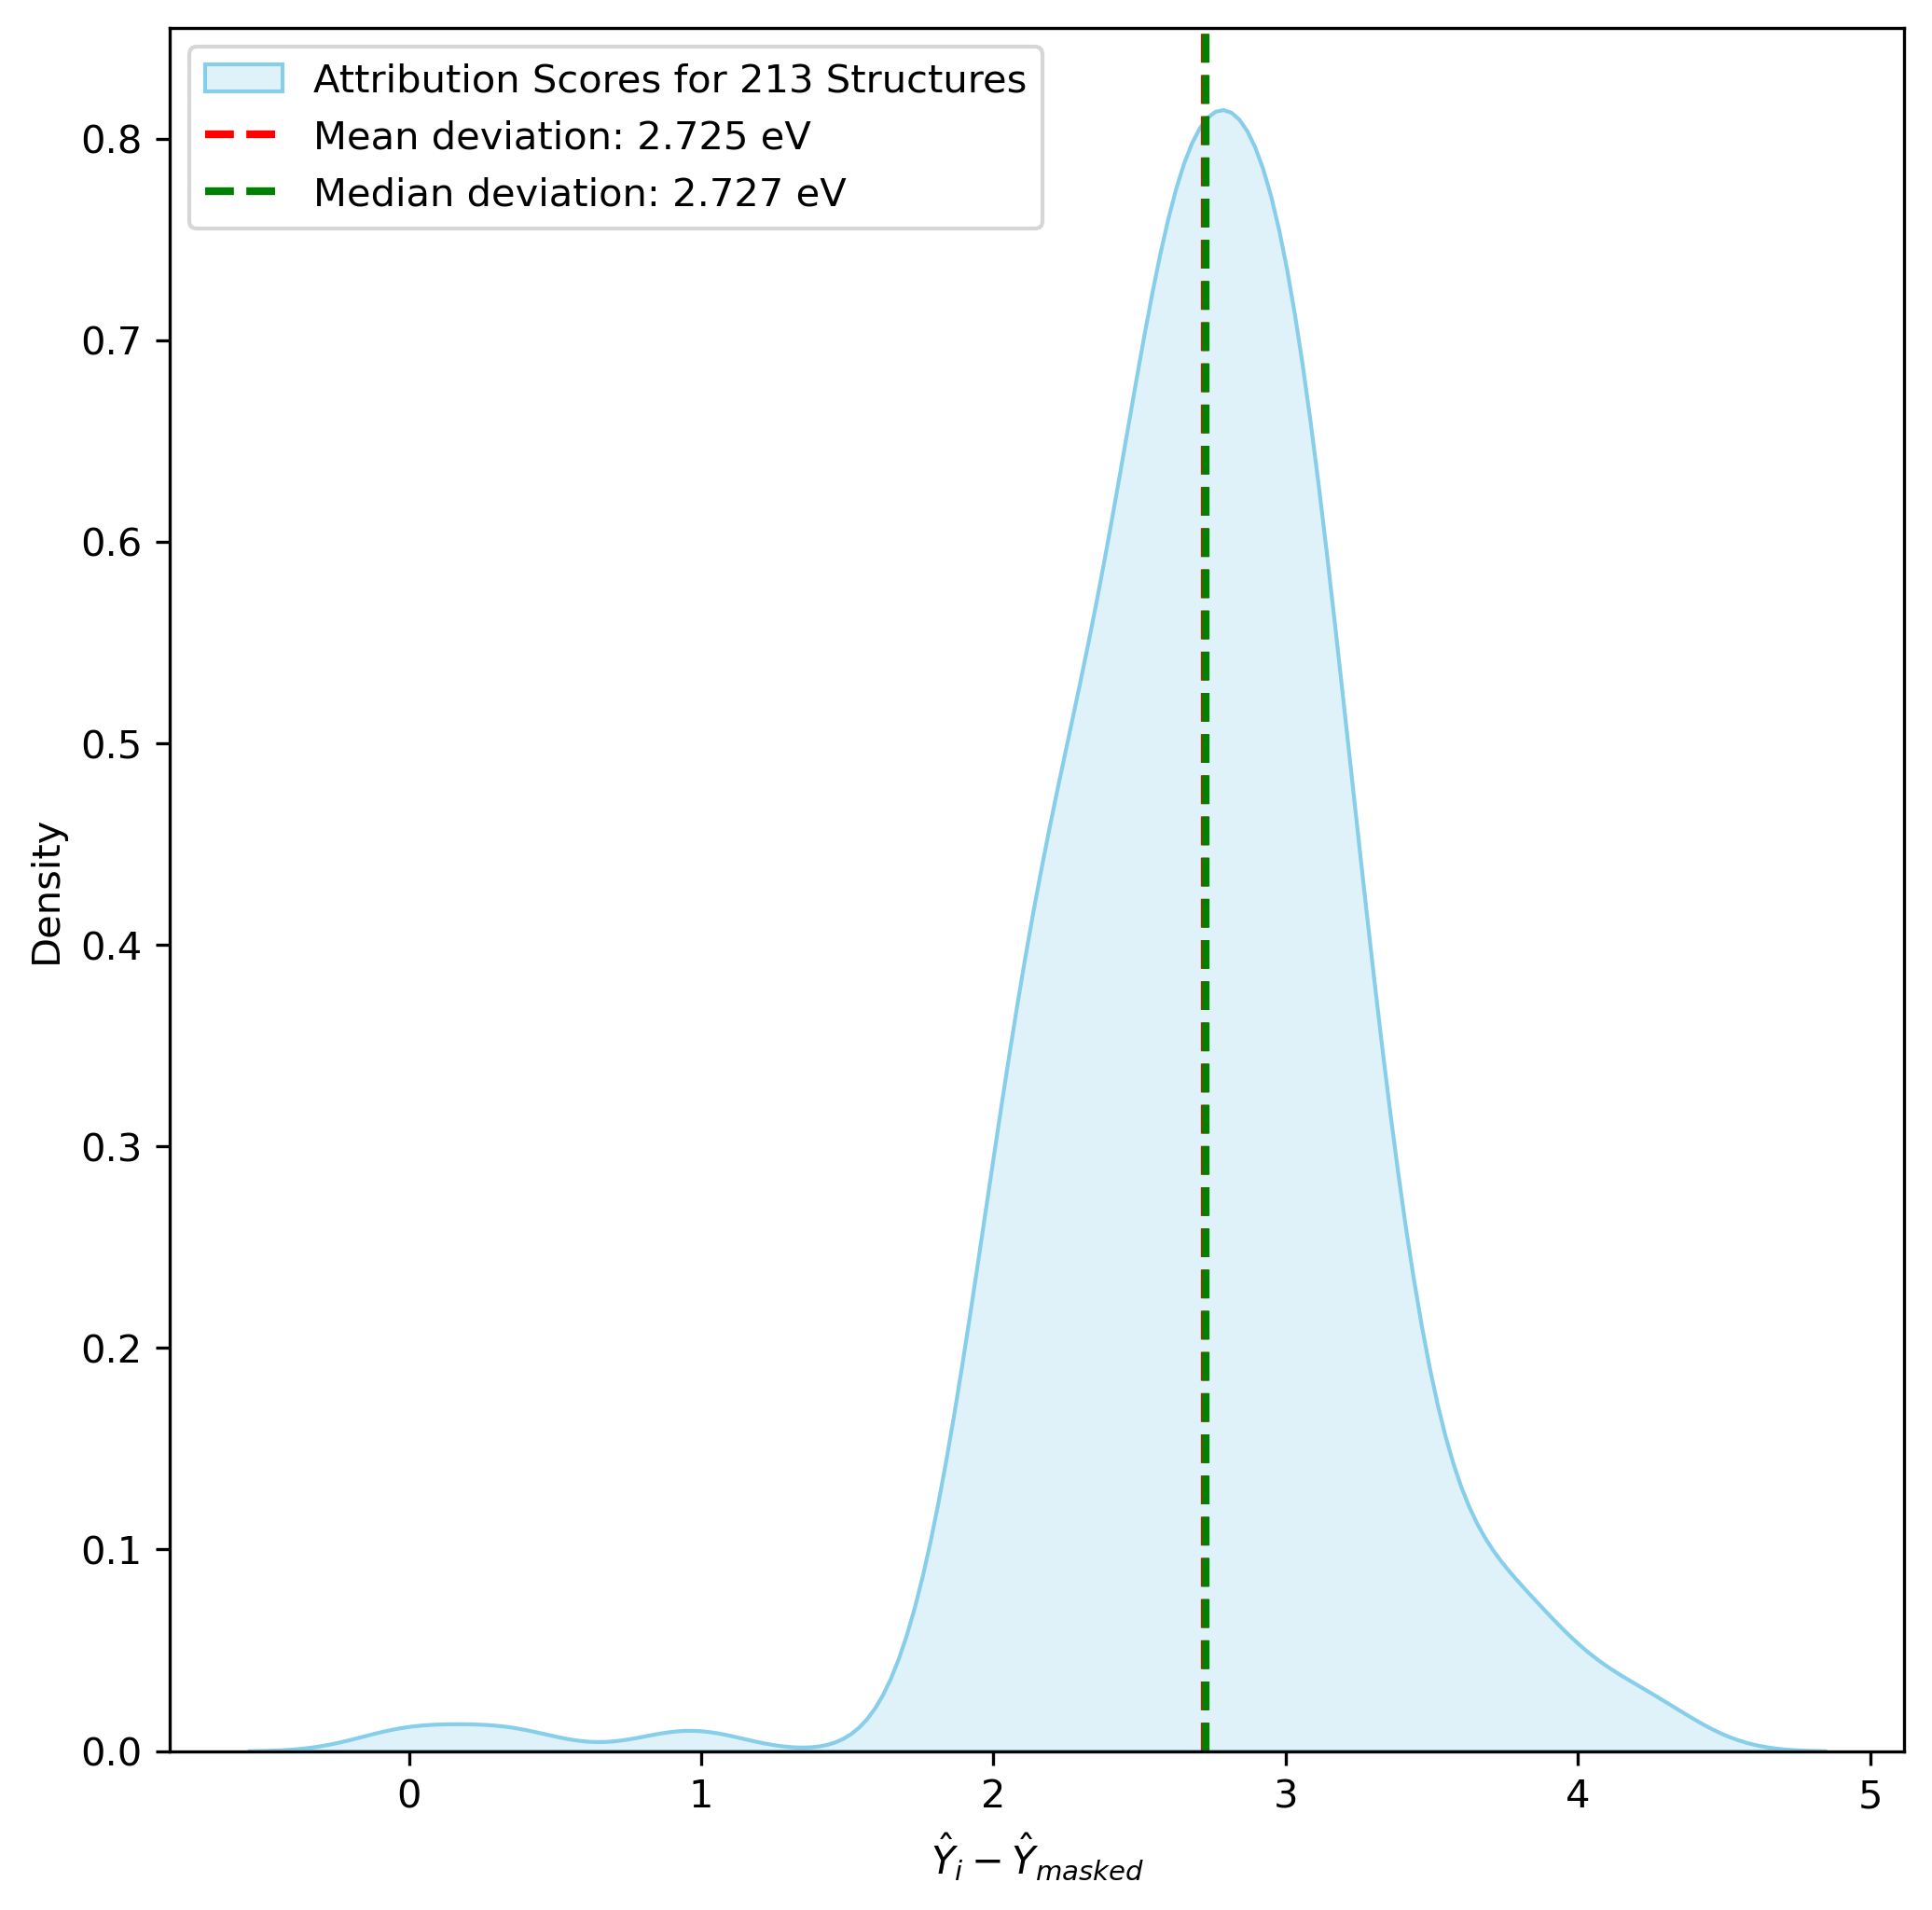 Attribution Scores for 213 Structures
Mean deviation: 2.725 eV
Median deviation: 2.727 eV
Density
0.8
0.7
0.6
0.5
0.4
0.3
0.2
0.1
0.0
0 1 2 3 4 5
Ŷ_i − Ŷ_masked